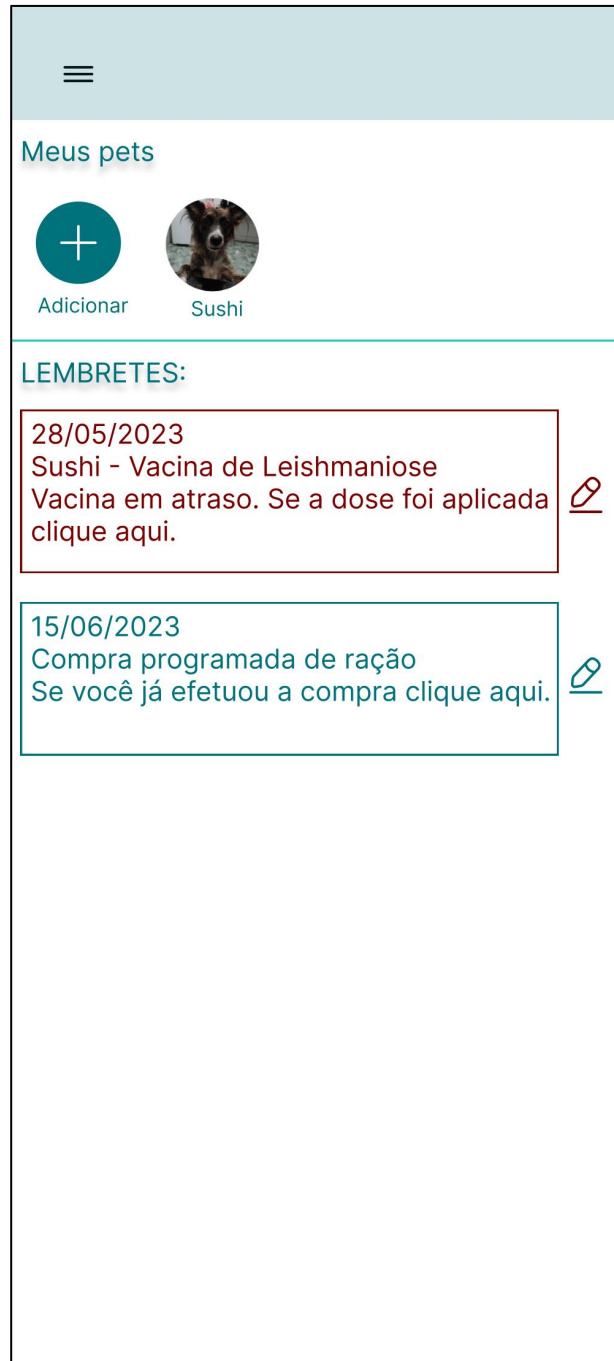 Meus pets
Adicionar
Sushi
LEMBRETES:
28/05/2023
Sushi - Vacina de Leishmaniose
Vacina em atraso. Se a dose foi aplicada
clique aqui.
15/06/2023
Compra programada de ração
Se você já efetuou a compra clique aqui.